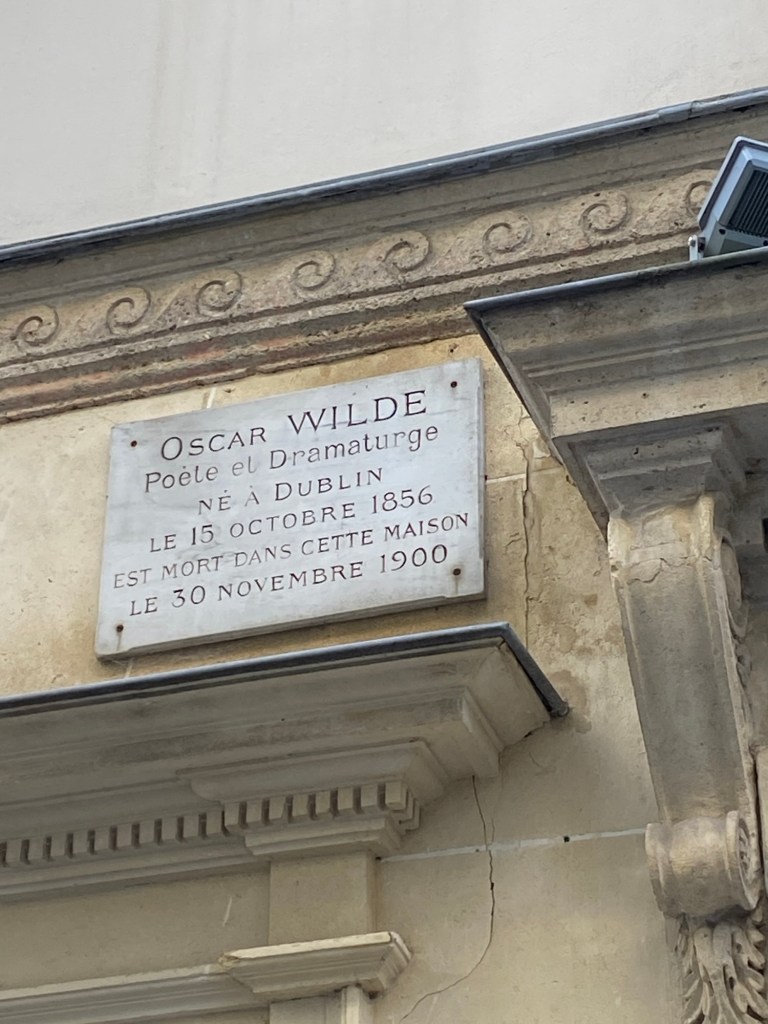 OSCAR WILDE
Poète et Dramaturge
NÉ À DUBLIN
LE 15 OCTOBRE 1856
EST MORT DANS CETTE MAISON
LE 30 NOVEMBRE 1900